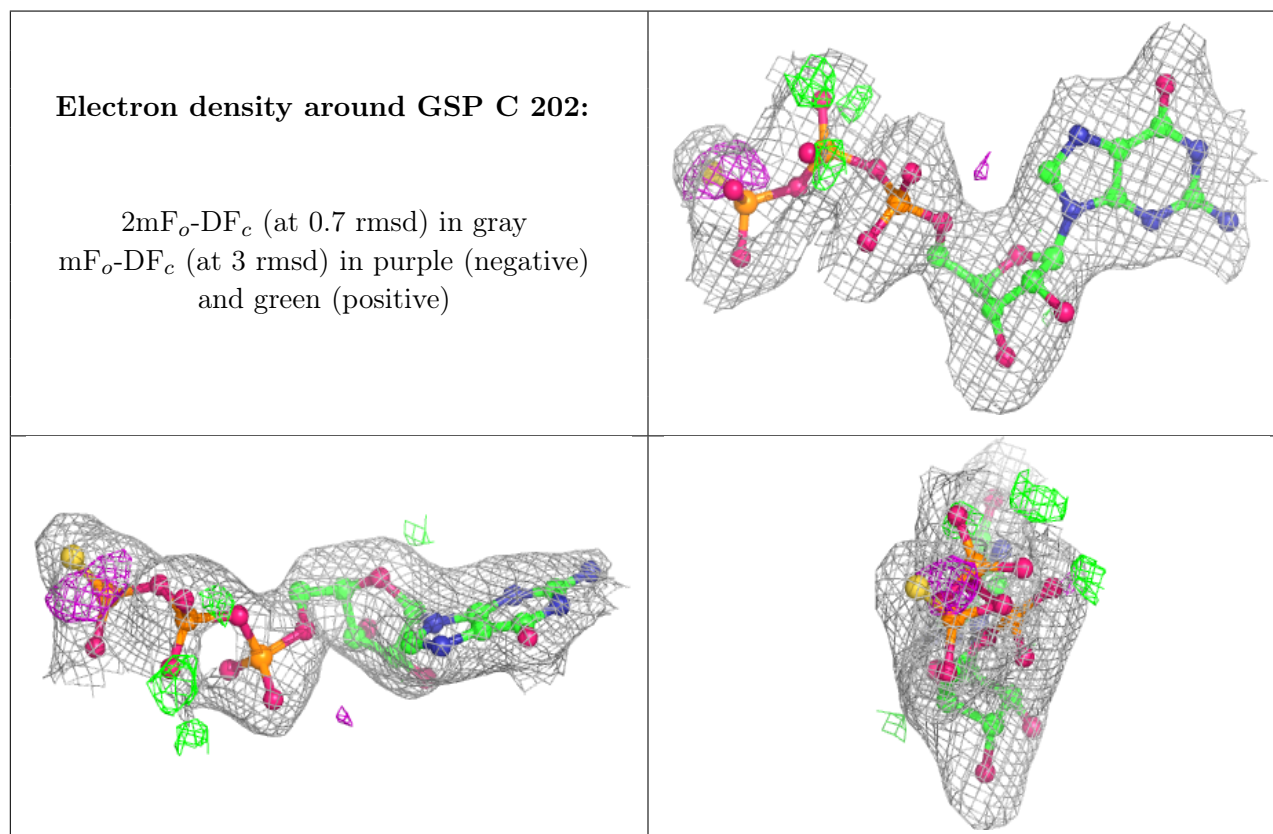 Electron density around GSP C 202:
2mFo-DFc (at 0.7 rmsd) in gray
mFo-DFc (at 3 rmsd) in purple (negative)
and green (positive)